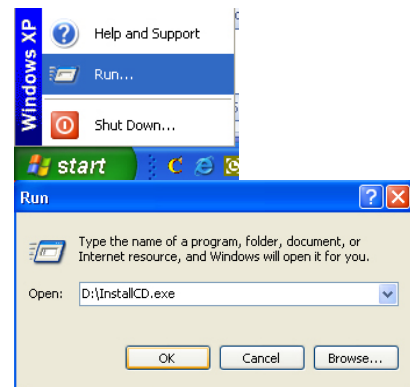 Windows XP
Help and Support
Run...
Shut Down...
start
Run
Type the name of a program, folder, document, or
Internet resource, and Windows will open it for you.
Open: D:\InstallCD.exe
OK Cancel Browse...